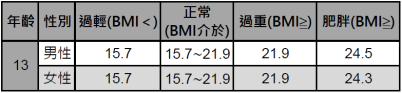 年齡 性別 過輕(BMI＜) 正常(BMI介於) 過重(BMI≧) 肥胖(BMI≧)
13 男性 15.7 15.7~21.9 21.9 24.5
女性 15.7 15.7~21.9 21.9 24.3